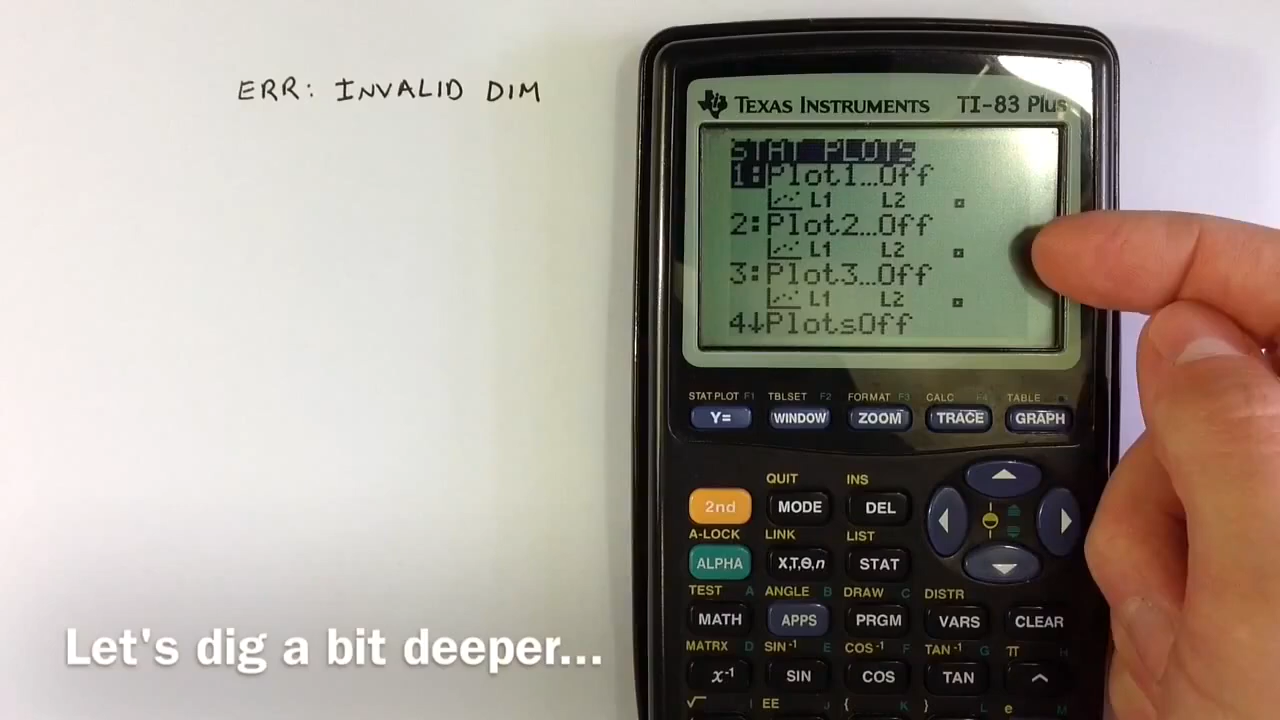 ERR: INVALID DIM
TEXAS INSTRUMENTS TI-83 Plus
STAT PLOTS
1:Plot1...Off
L1 L2
2:Plot2...Off
L1 L2
3:Plot3...Off
L1 L2
4↓PlotsOff
STAT PLOT F1 TBLSET F2 FORMAT F3 CALC F4 TABLE
Y= WINDOW ZOOM TRACE GRAPH
QUIT INS
2nd MODE DEL
A-LOCK LINK LIST
ALPHA X,T,Θ,n STAT
TEST A ANGLE B DRAW C DISTR
MATH APPS PRGM VARS CLEAR
MATRX D SIN⁻¹ E COS⁻¹ F TAN⁻¹ G π H
x⁻¹ SIN COS TAN ^
√ I EE J { K } L e M
Let's dig a bit deeper...